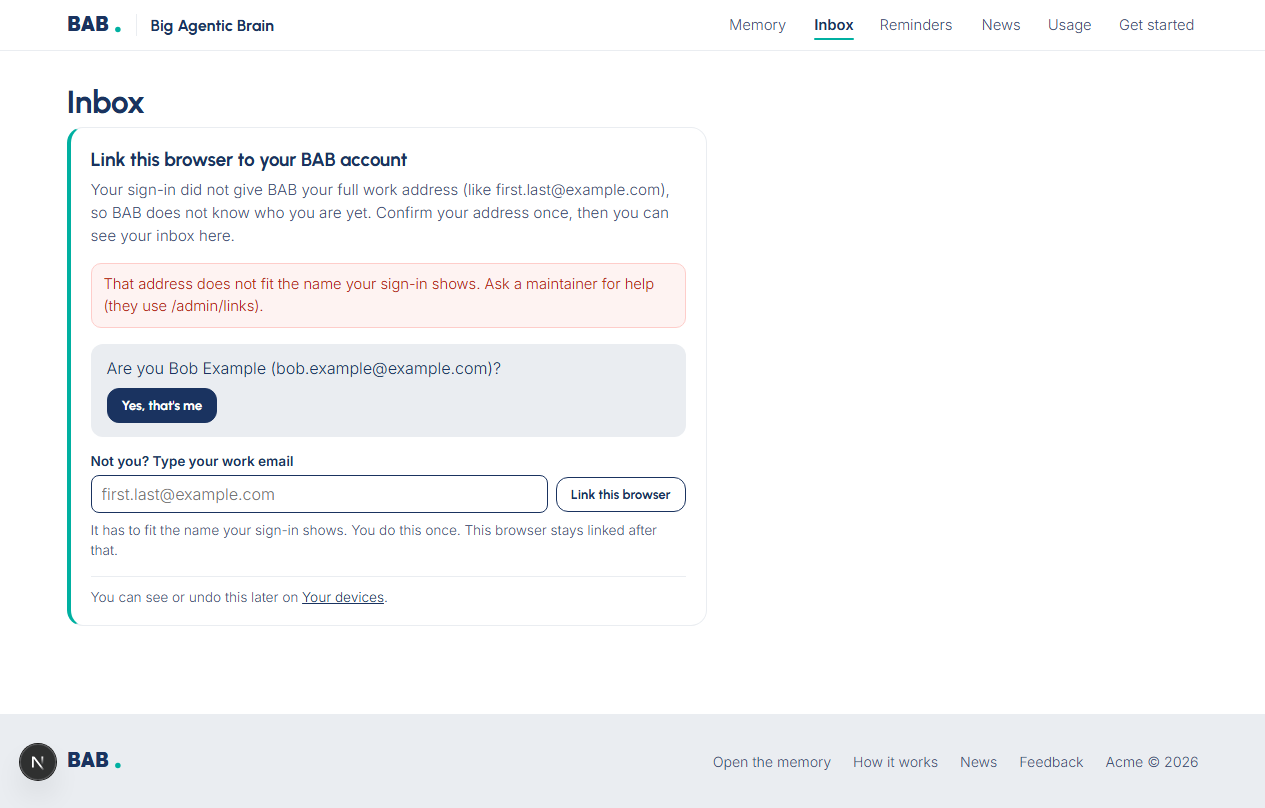 BAB.
Big Agentic Brain
Memory
Inbox
Reminders
News
Usage
Get started
Inbox
Link this browser to your BAB account
Your sign-in did not give BAB your full work address (like first.last@example.com),
so BAB does not know who you are yet. Confirm your address once, then you can
see your inbox here.
That address does not fit the name your sign-in shows. Ask a maintainer for help
(they use /admin/links).
Are you Bob Example (bob.example@example.com)?
Yes, that's me
Not you? Type your work email
first.last@example.com
Link this browser
It has to fit the name your sign-in shows. You do this once. This browser stays linked after
that.
You can see or undo this later on Your devices.
N
BAB.
Open the memory
How it works
News
Feedback
Acme © 2026